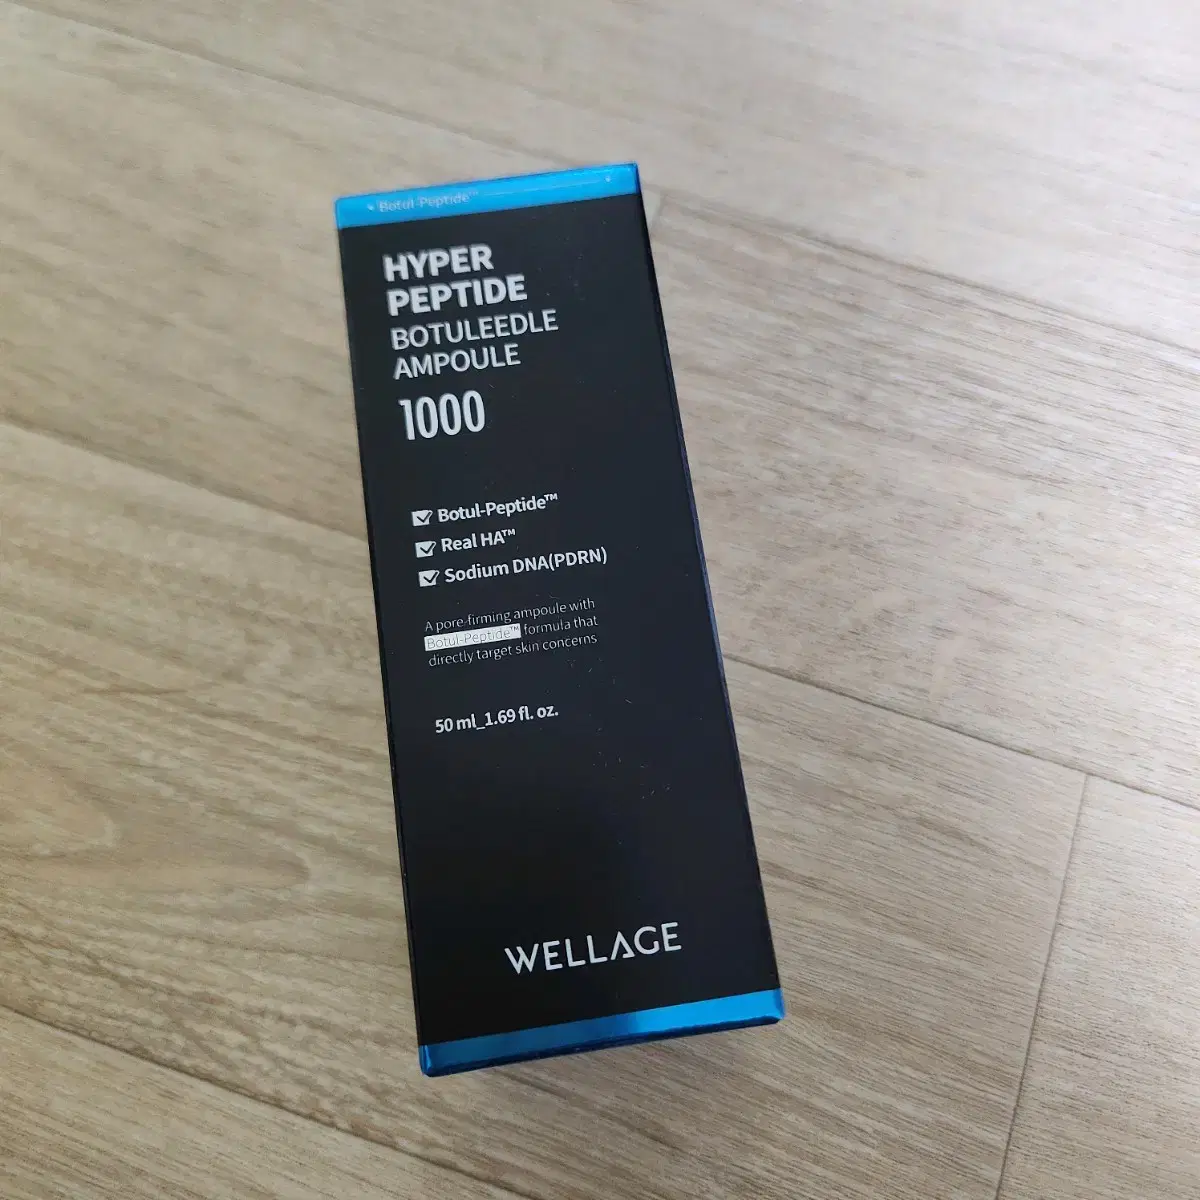 Botul-Peptide™
HYPER
PEPTIDE
BOTULEEDLE
AMPOULE
1000
Botul-Peptide™
Real HA™
Sodium DNA(PDRN)
A pore-firming ampoule with
Botul-Peptide™ formula that
directly target skin concerns
50 ml_1.69 fl. oz.
WELLAGE